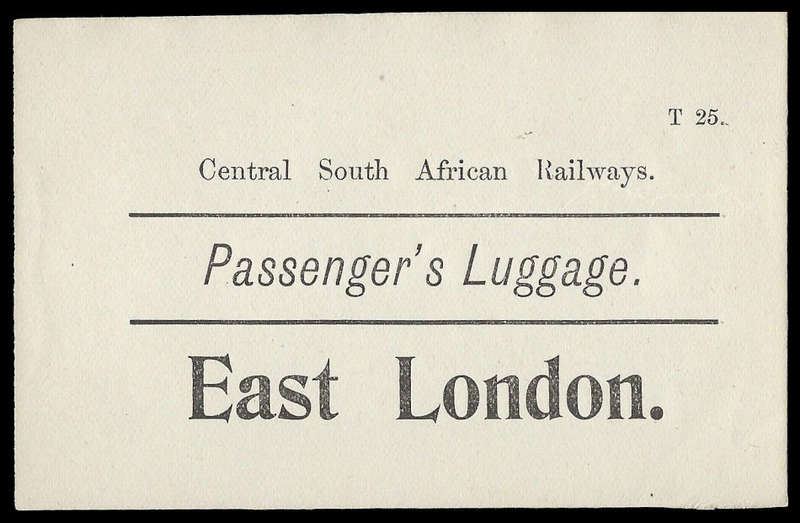 T 25.
Central South African Railways.
Passenger's Luggage.
East London.